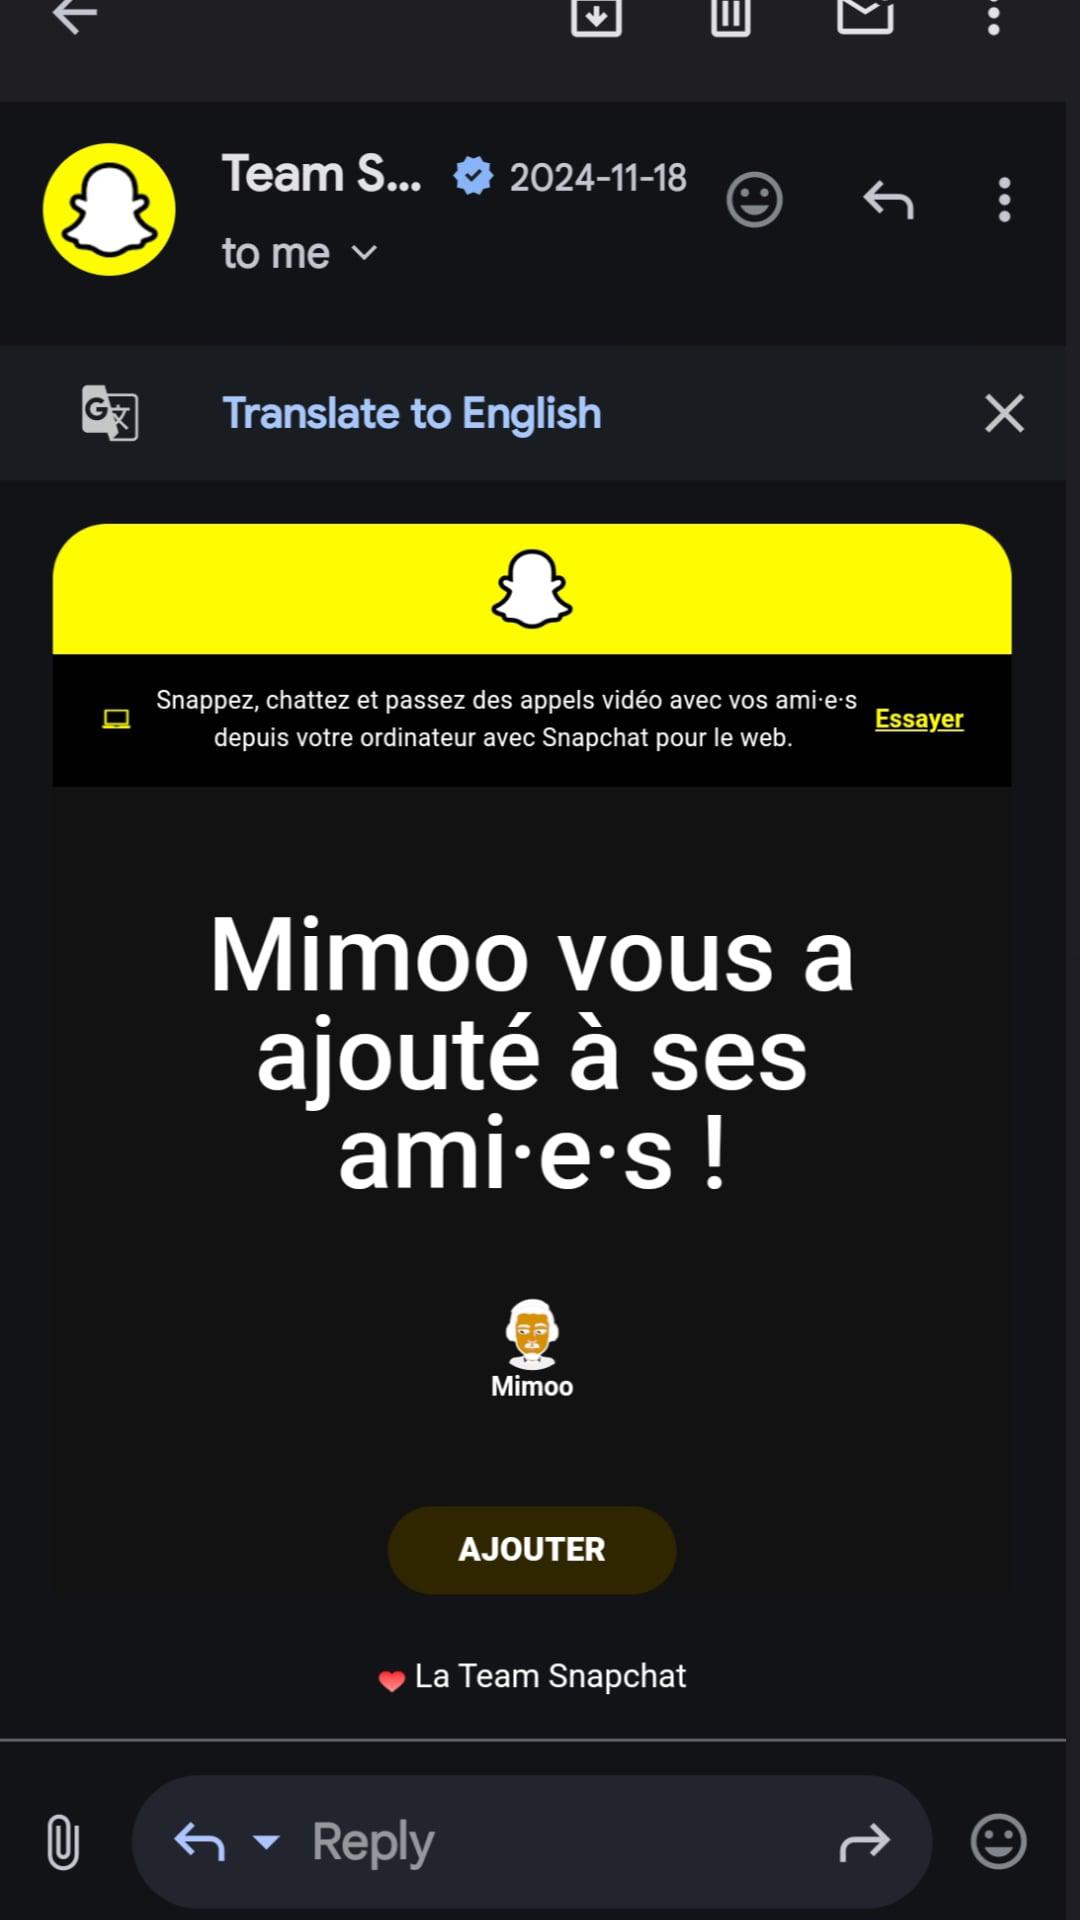 Team S... 2024-11-18
to me
Translate to English
Snappez, chattez et passez des appels vidéo avec vos ami·e·s
depuis votre ordinateur avec Snapchat pour le web.
Essayer
Mimoo vous a
ajouté à ses
ami·e·s !
Mimoo
AJOUTER
La Team Snapchat
Reply